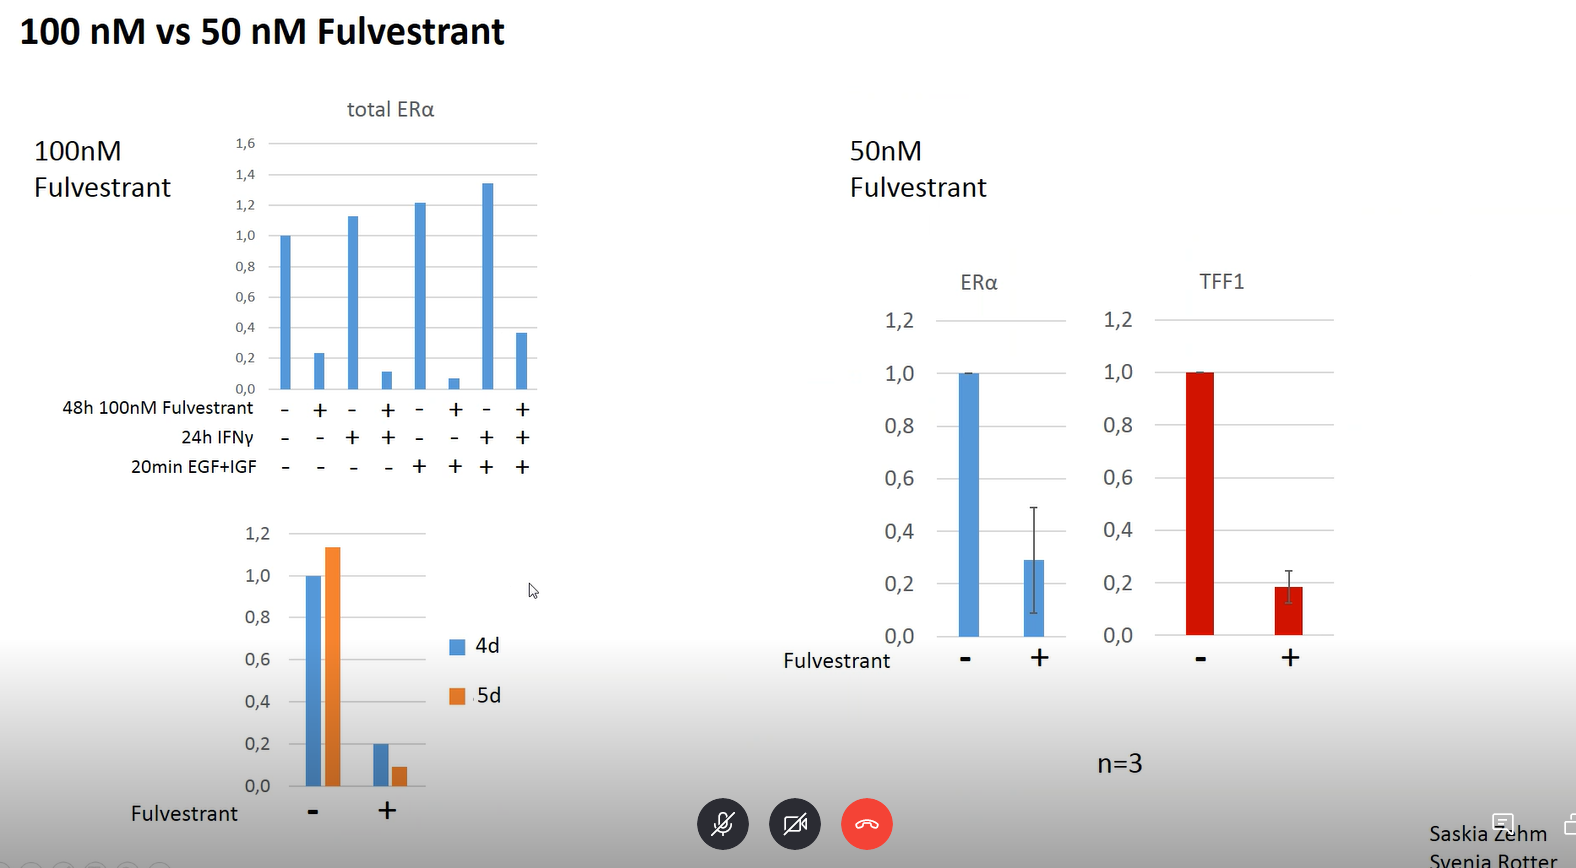 100 nM vs 50 nM Fulvestrant
total ERα
100nM
Fulvestrant
1,6
1,4
1,2
1,0
0,8
0,6
0,4
0,2
0,0
48h 100nM Fulvestrant - + - + - + - +
24h IFNγ - - + + - - + +
20min EGF+IGF - - - - + + + +
1,2
1,0
0,8
0,6
0,4
0,2
0,0
4d
5d
Fulvestrant - +
50nM
Fulvestrant
ERα
1,2
1,0
0,8
0,6
0,4
0,2
0,0
TFF1
1,2
1,0
0,8
0,6
0,4
0,2
0,0
Fulvestrant - + - +
n=3
Saskia Zehm
Svenja Rotter